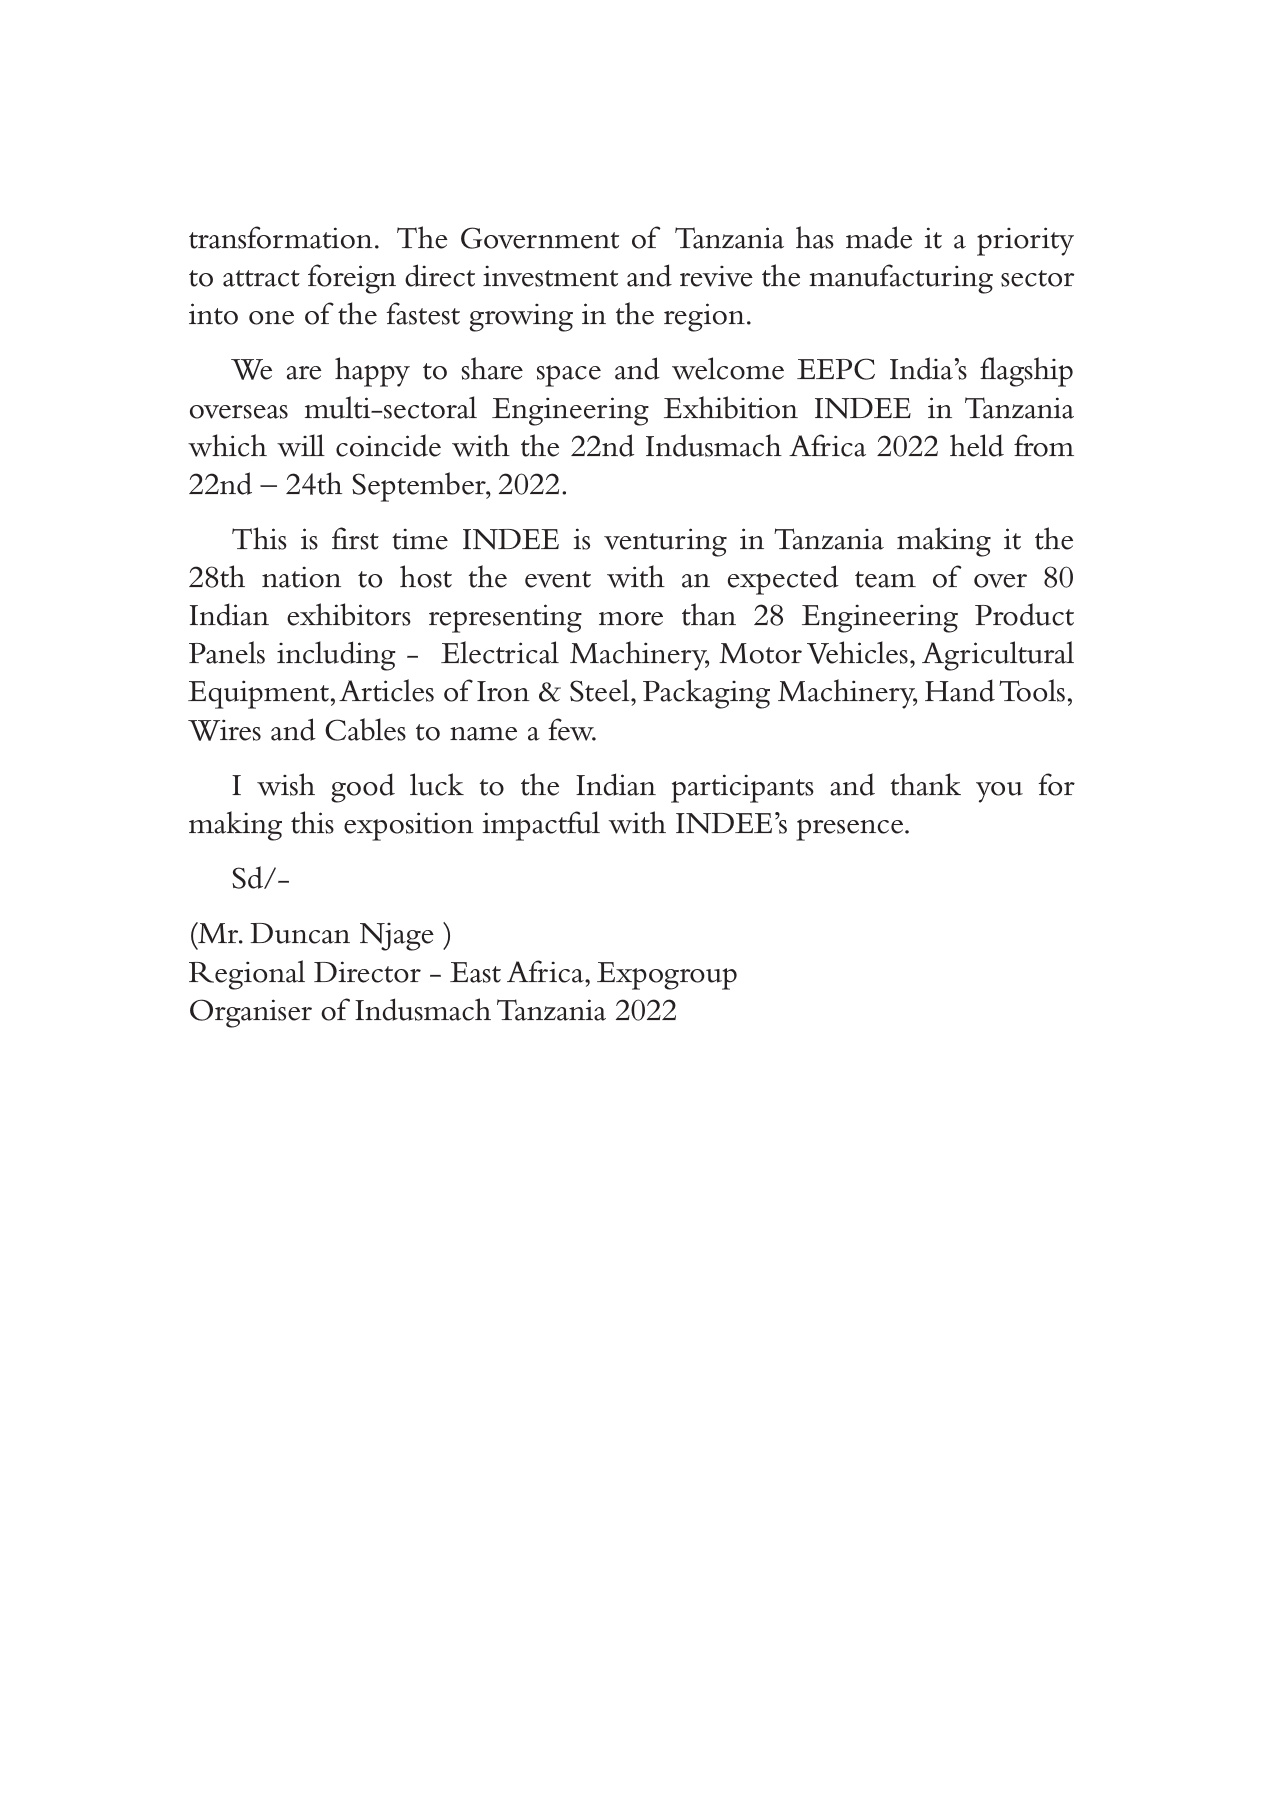 transformation. The Government of Tanzania has made it a priority
to attract foreign direct investment and revive the manufacturing sector
into one of the fastest growing in the region.
We are happy to share space and welcome EEPC India’s flagship
overseas multi-sectoral Engineering Exhibition INDEE in Tanzania
which will coincide with the 22nd Indusmach Africa 2022 held from
22nd – 24th September, 2022.
This is first time INDEE is venturing in Tanzania making it the
28th nation to host the event with an expected team of over 80
Indian exhibitors representing more than 28 Engineering Product
Panels including - Electrical Machinery, Motor Vehicles, Agricultural
Equipment, Articles of Iron & Steel, Packaging Machinery, Hand Tools,
Wires and Cables to name a few.
I wish good luck to the Indian participants and thank you for
making this exposition impactful with INDEE’s presence.
Sd/-
(Mr. Duncan Njage )
Regional Director - East Africa, Expogroup
Organiser of Indusmach Tanzania 2022